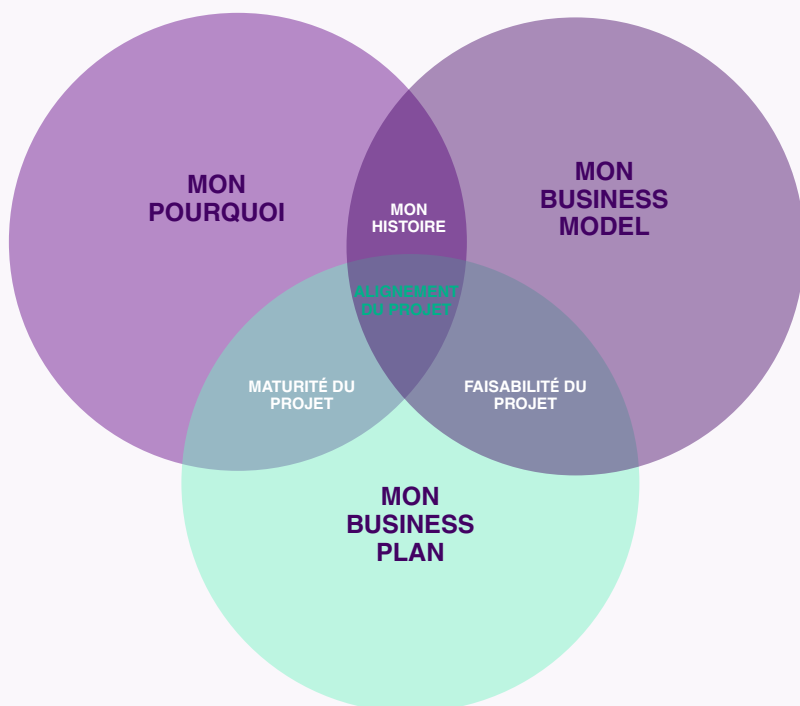 MON
POURQUOI
MON
BUSINESS
MODEL
MON
HISTOIRE
ALIGNEMENT
DU PROJET
MATURITÉ DU
PROJET
FAISABILITÉ DU
PROJET
MON
BUSINESS
PLAN